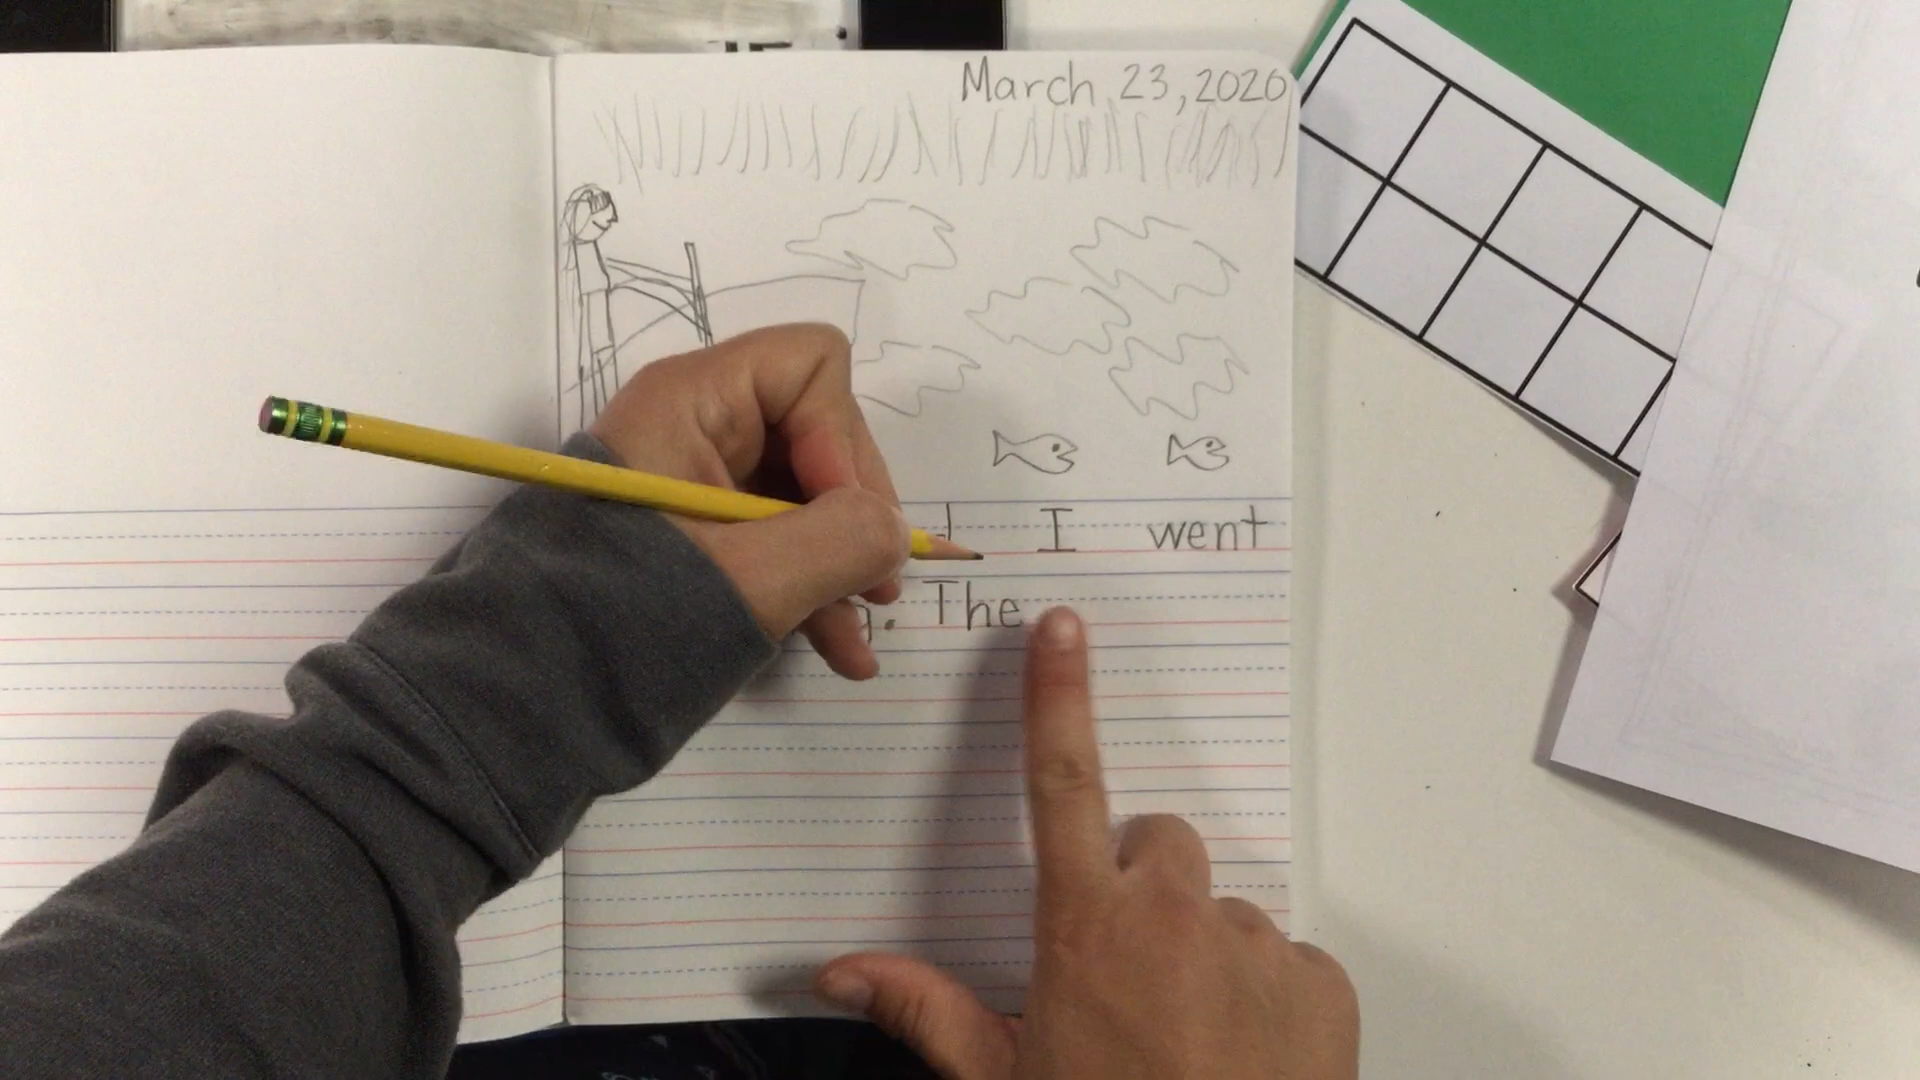 March 23, 2020
I went
. The